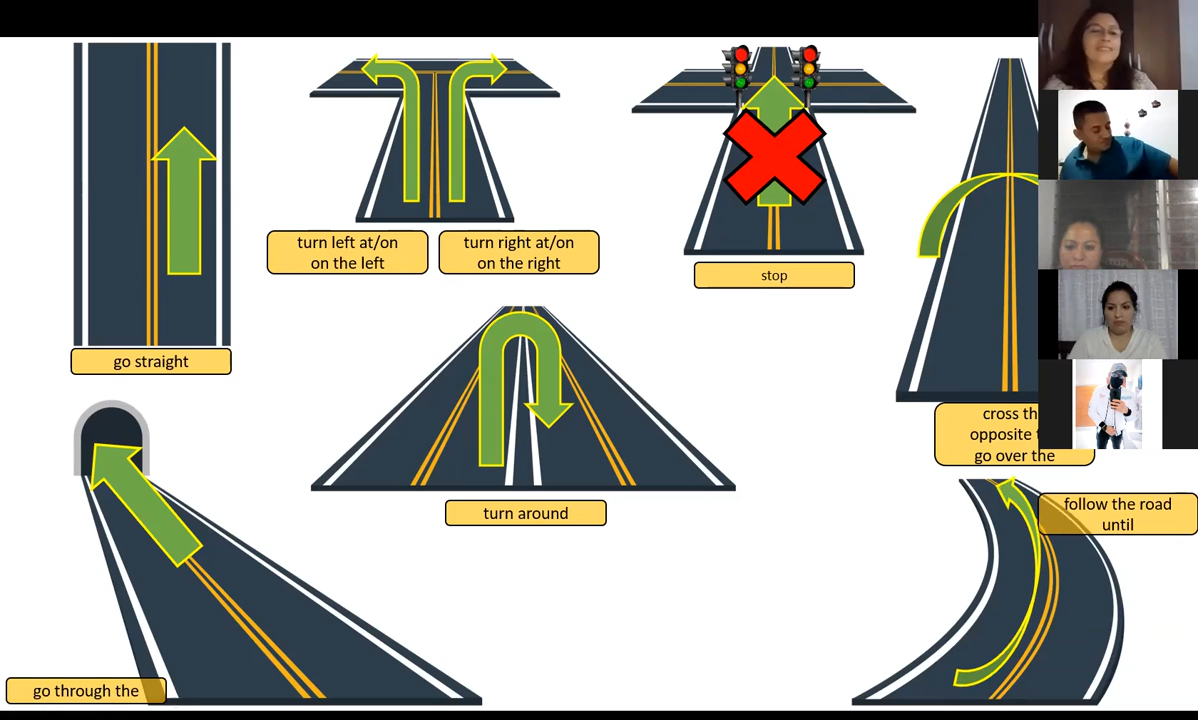 turn left at/on
on the left
turn right at/on
on the right
stop
go straight
cross th
opposite
go over the
turn around
follow the road
until
go through the